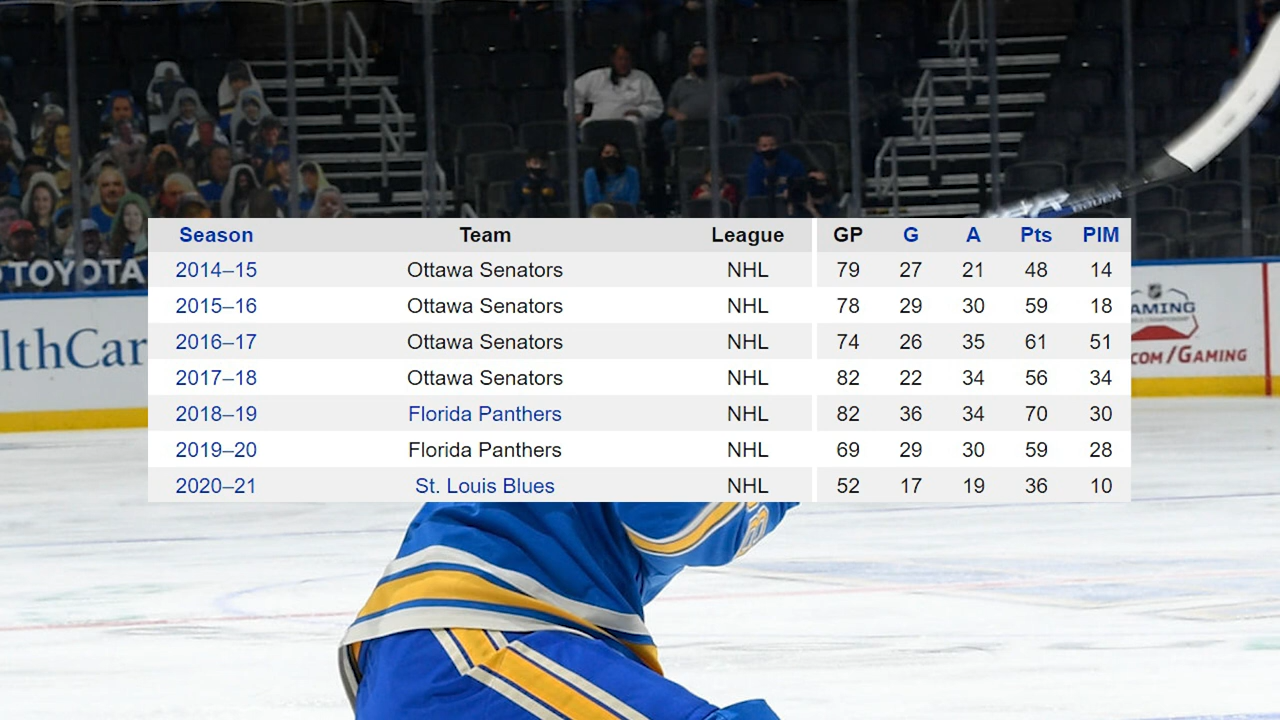 BAUER
Season Team League GP G A Pts PIM
TOYOTA
2014–15 Ottawa Senators NHL 79 27 21 48 14
2015–16 Ottawa Senators NHL 78 29 30 59 18
AMING
lthCar
2016–17 Ottawa Senators NHL 74 26 35 61 51
COM/GAMING
2017–18 Ottawa Senators NHL 82 22 34 56 34
2018–19 Florida Panthers NHL 82 36 34 70 30
2019–20 Florida Panthers NHL 69 29 30 59 28
2020–21 St. Louis Blues NHL 52 17 19 36 10